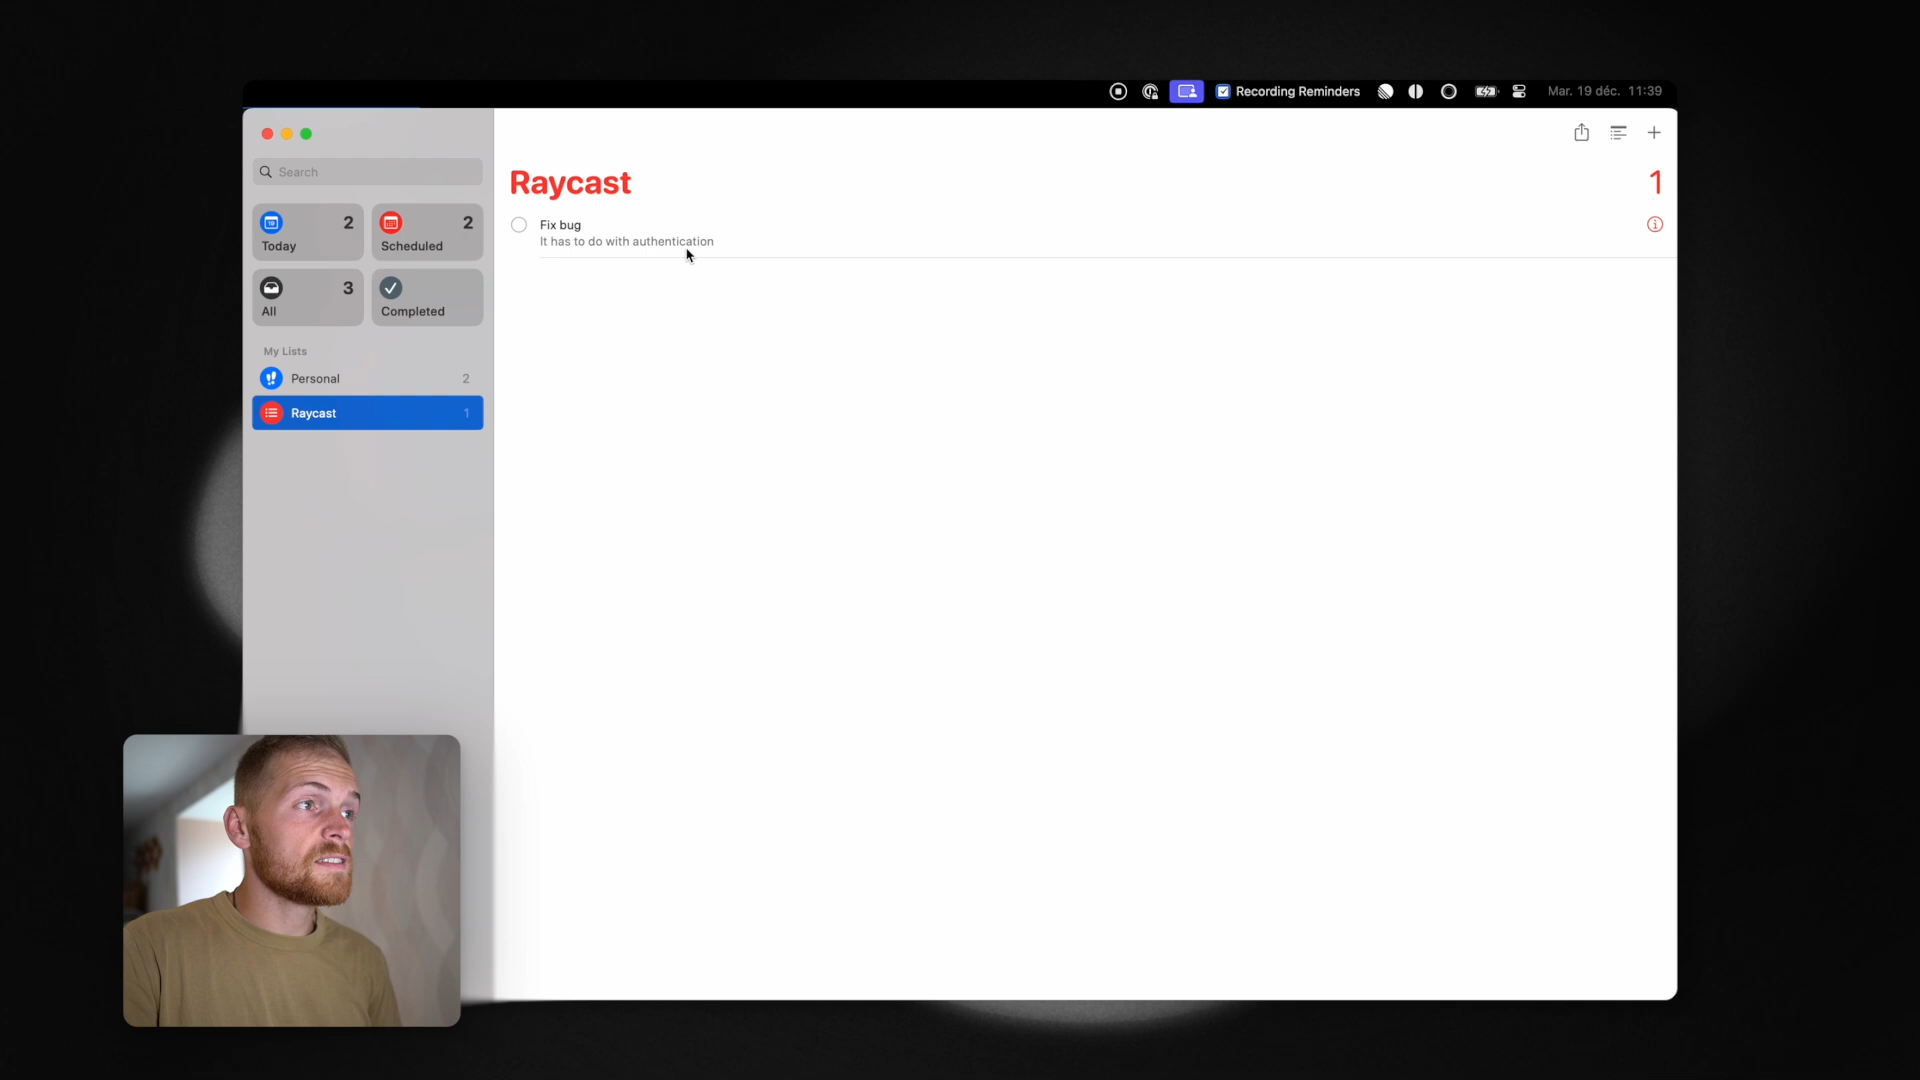 Recording Reminders
Mar. 19 déc. 11:39
Search
2
Today
2
Scheduled
3
All
Completed
My Lists
Personal 2
Raycast 1
Raycast 1
Fix bug
It has to do with authentication